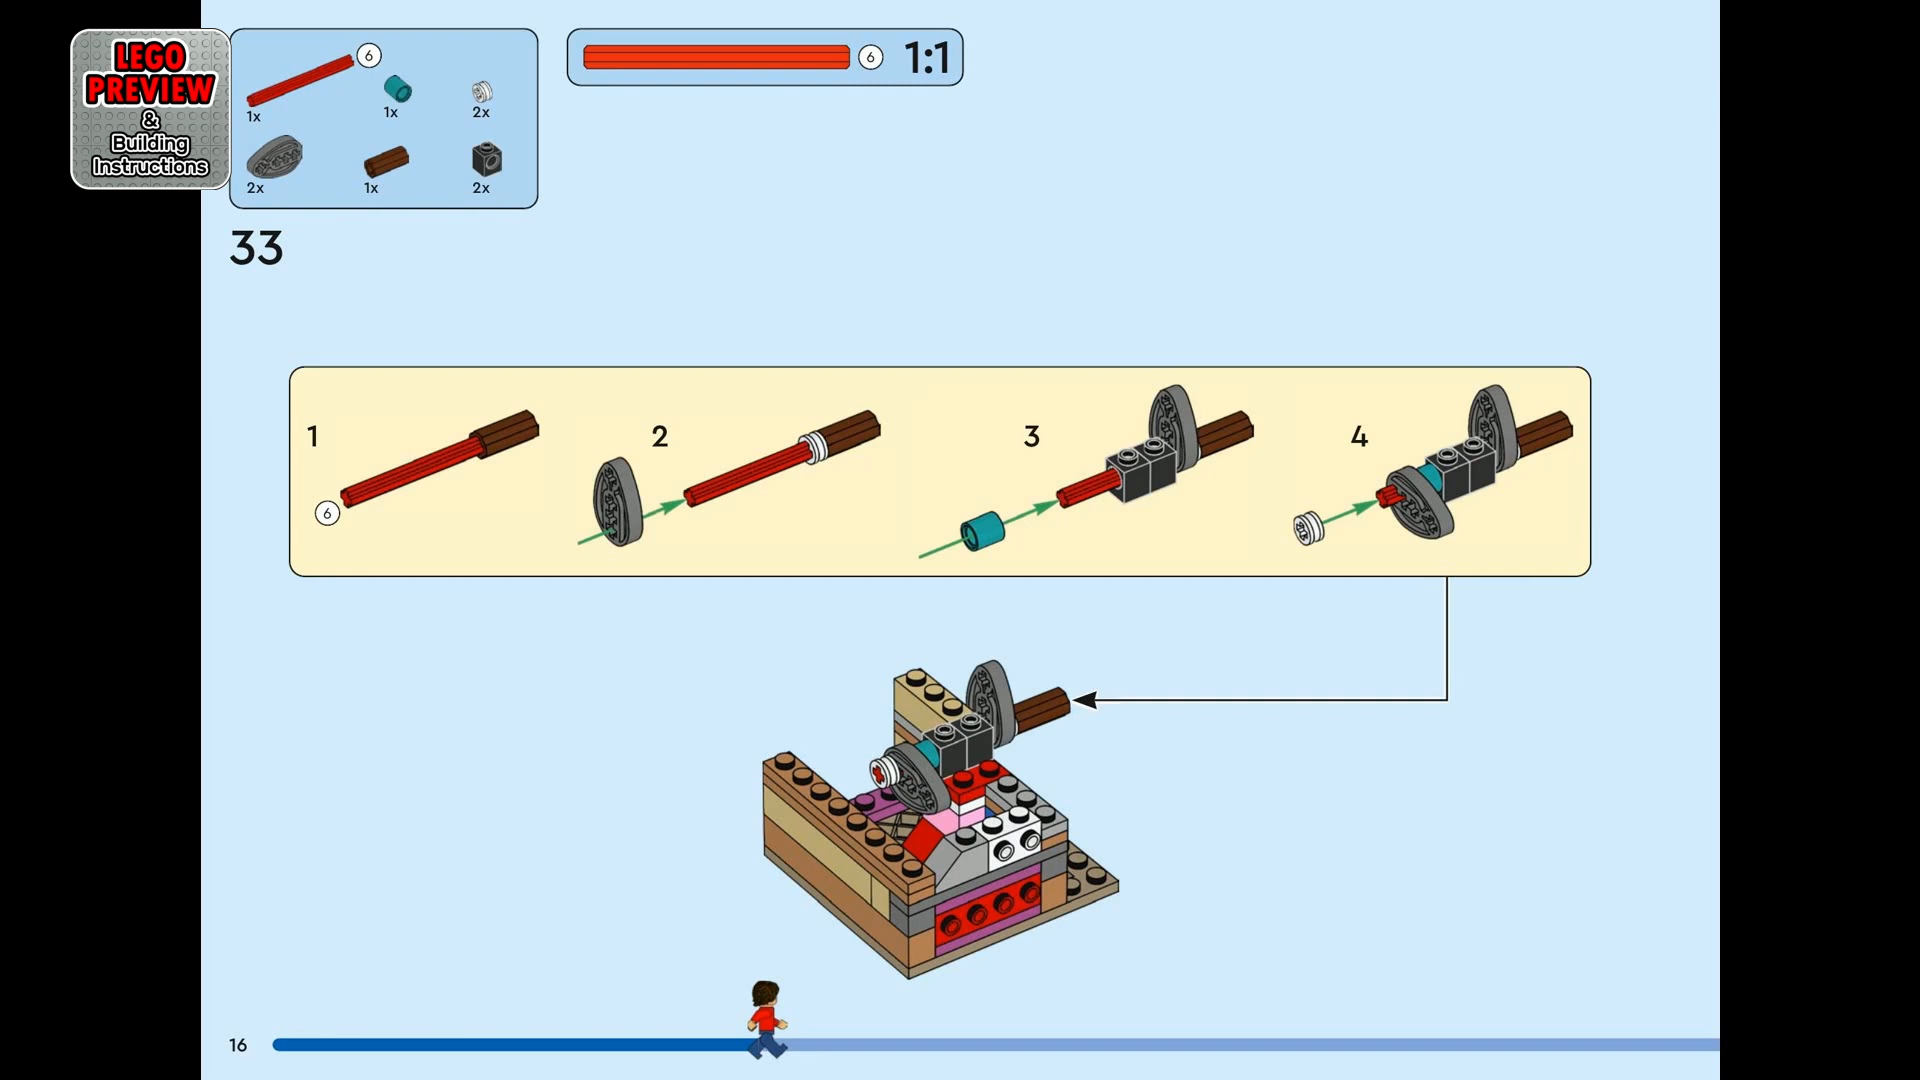 LEGO
PREVIEW
&
Building
Instructions
6
1x
1x
2x
2x
1x
2x
6
1:1
33
1
6
2
3
4
16